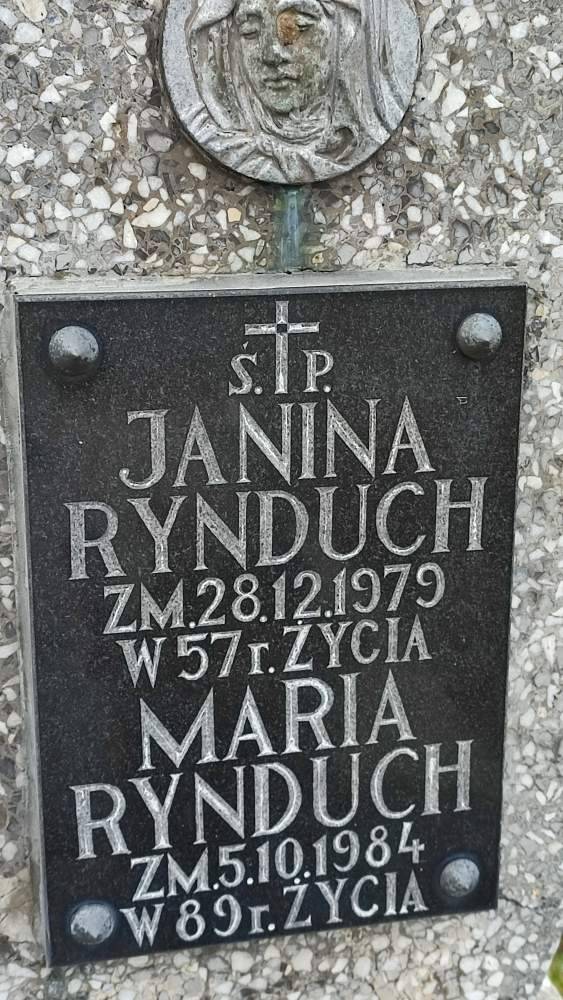 Ś. P.
JANINA
RYNDUCH
ZM.28.12.1979
W 57 r. ŻYCIA
MARIA
RYNDUCH
ZM.5.10.1984
W 89 r. ŻYCIA